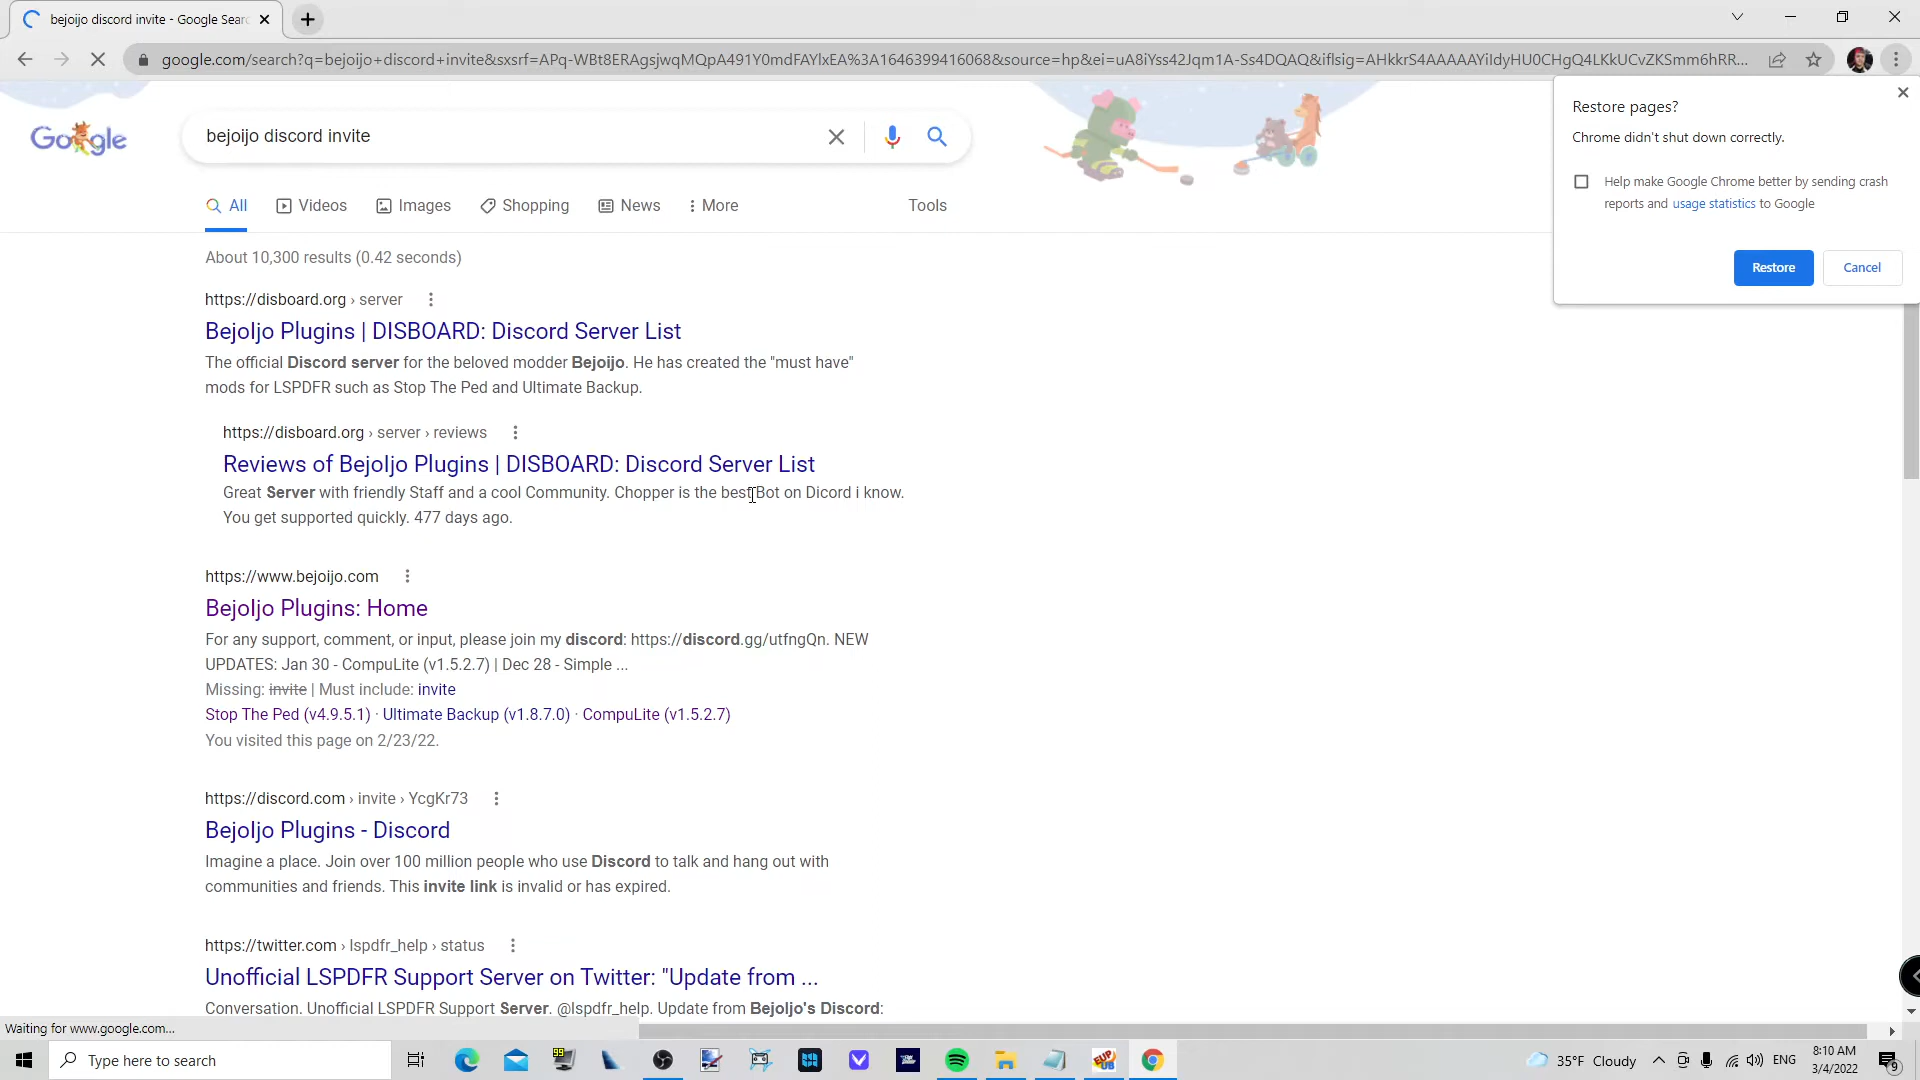 bejoijo discord invite - Google Sear
google.com/search?q=bejoijo+discord+invite&sxsrf=APq-WBt8ERAgsjwqMQpA491Y0mdFAYlxEA%3A1646399416068&source=hp&ei=uA8iYss42Jqm1A-Ss4DQAQ&iflsig=AHkkrS4AAAAAYiIdyHU0CHgQ4LKkUCvZKSmm6hRR...
Restore pages?
Chrome didn't shut down correctly.
Help make Google Chrome better by sending crash
reports and usage statistics to Google
Restore
Cancel
Google
bejoijo discord invite
All
Videos
Images
Shopping
News
More
Tools
About 10,300 results (0.42 seconds)
https://disboard.org › server
BejoIjo Plugins | DISBOARD: Discord Server List
The official Discord server for the beloved modder Bejoijo. He has created the "must have"
mods for LSPDFR such as Stop The Ped and Ultimate Backup.
https://disboard.org › server › reviews
Reviews of BejoIjo Plugins | DISBOARD: Discord Server List
Great Server with friendly Staff and a cool Community. Chopper is the best Bot on Dicord i know.
You get supported quickly. 477 days ago.
https://www.bejoijo.com
BejoIjo Plugins: Home
For any support, comment, or input, please join my discord: https://discord.gg/utfngQn. NEW
UPDATES: Jan 30 - CompuLite (v1.5.2.7) | Dec 28 - Simple ...
Missing: invite | Must include: invite
Stop The Ped (v4.9.5.1) · Ultimate Backup (v1.8.7.0) · CompuLite (v1.5.2.7)
You visited this page on 2/23/22.
https://discord.com › invite › YcgKr73
BejoIjo Plugins - Discord
Imagine a place. Join over 100 million people who use Discord to talk and hang out with
communities and friends. This invite link is invalid or has expired.
https://twitter.com › lspdfr_help › status
Unofficial LSPDFR Support Server on Twitter: "Update from ...
Conversation. Unofficial LSPDFR Support Server. @lspdfr_help. Update from BejoIjo's Discord:
Waiting for www.google.com...
Type here to search
99
EUP
UB
35°F Cloudy
ENG
8:10 AM
3/4/2022
9